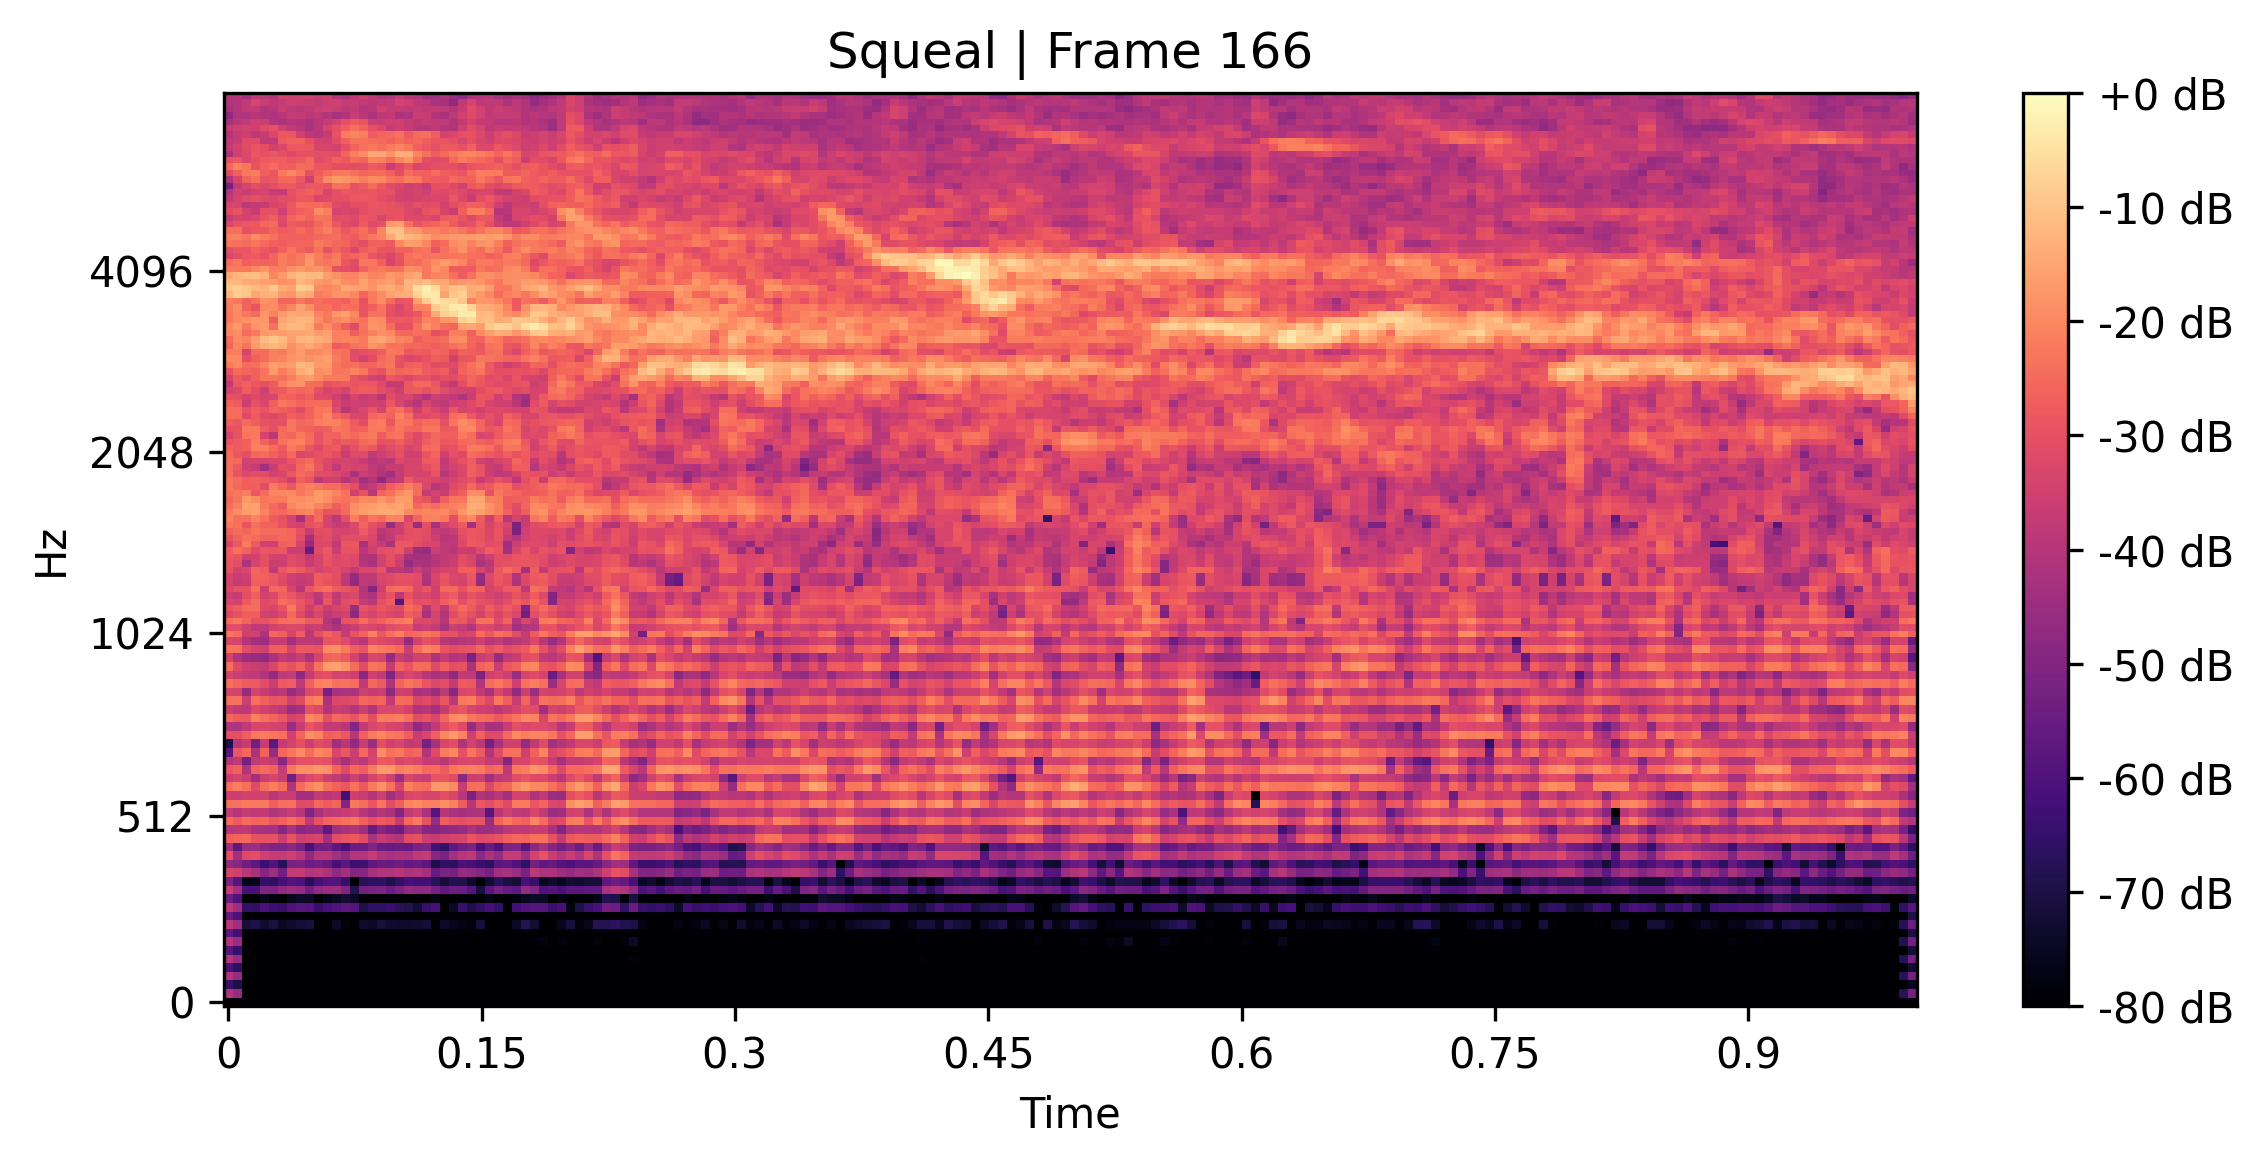 Squeal | Frame 166
+0 dB
-10 dB
-20 dB
-30 dB
-40 dB
-50 dB
-60 dB
-70 dB
-80 dB
Hz
4096
2048
1024
512
0
0 0.15 0.3 0.45 0.6 0.75 0.9
Time